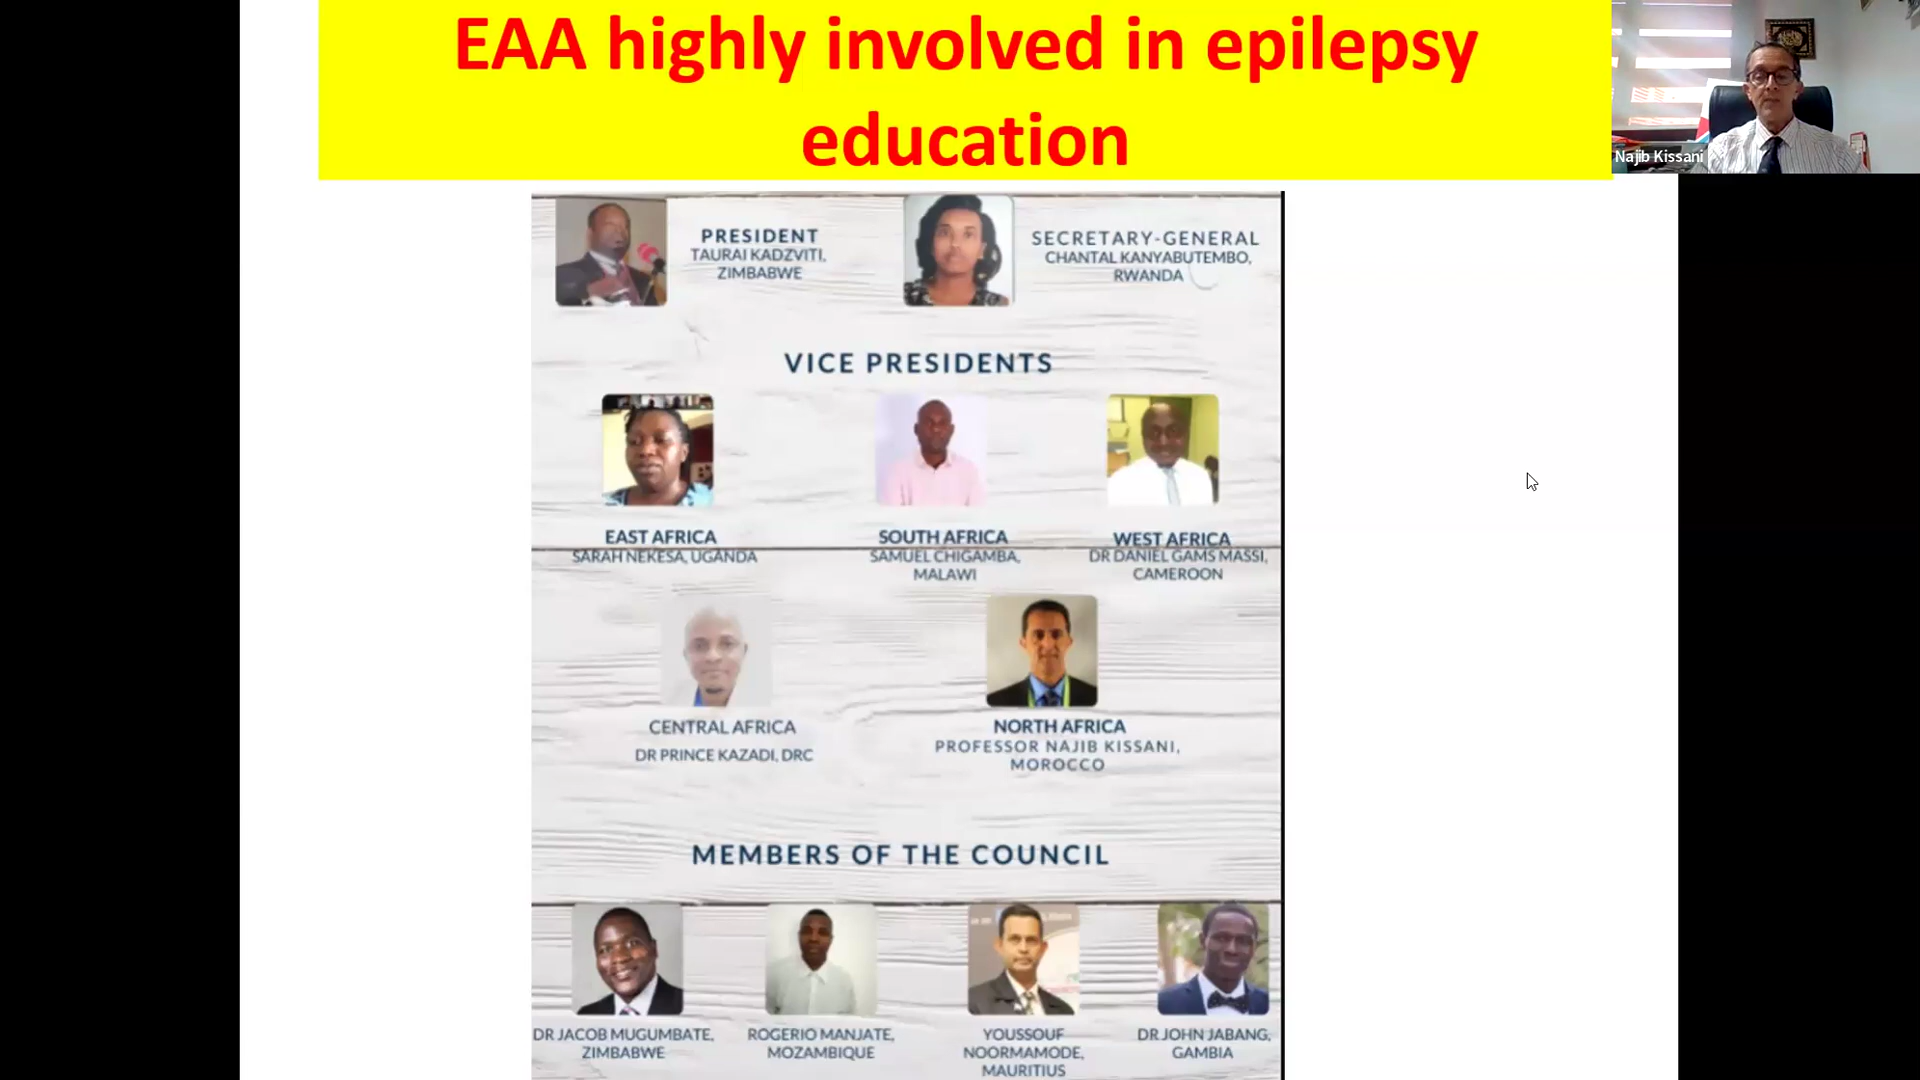 EAA highly involved in epilepsy
education
Najib Kissani
PRESIDENT
TAURAI KADZVITI,
ZIMBABWE
SECRETARY-GENERAL
CHANTAL KANYABUTEMBO,
RWANDA
VICE PRESIDENTS
EAST AFRICA
SARAH NEKESA, UGANDA
SOUTH AFRICA
SAMUEL CHIGAMBA,
MALAWI
WEST AFRICA
DR DANIEL GAMS MASSI,
CAMEROON
CENTRAL AFRICA
DR PRINCE KAZADI, DRC
NORTH AFRICA
PROFESSOR NAJIB KISSANI,
MOROCCO
MEMBERS OF THE COUNCIL
DR JACOB MUGUMBATE,
ZIMBABWE
ROGERIO MANJATE,
MOZAMBIQUE
YOUSSOUF
NOORMAMODE,
MAURITIUS
DR JOHN JABANG,
GAMBIA